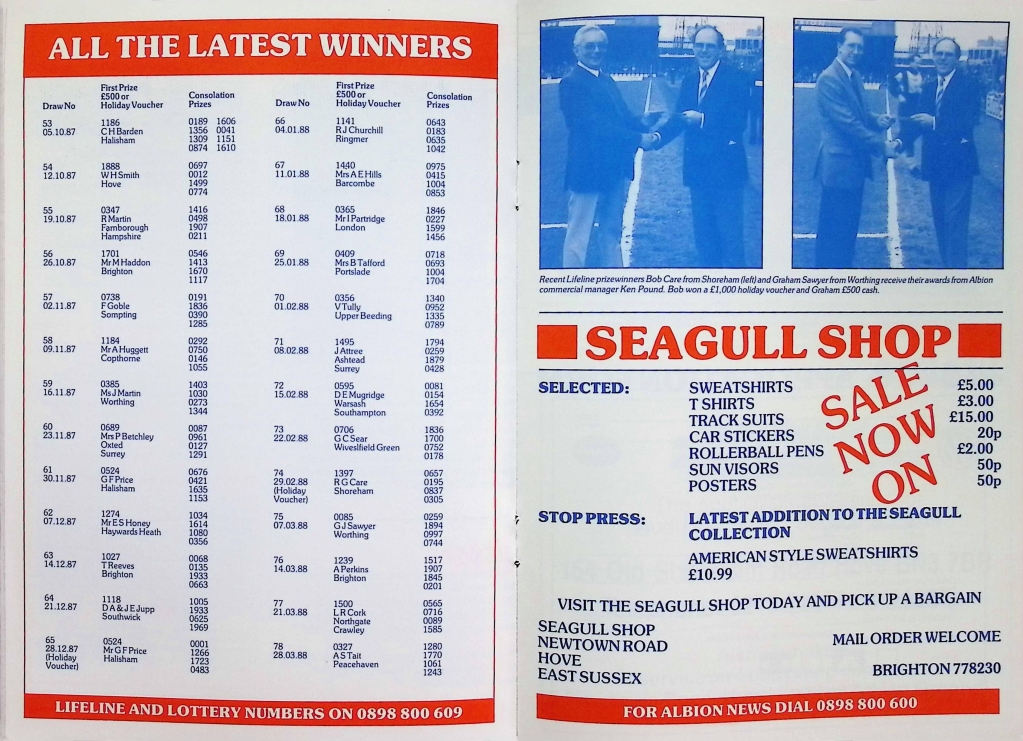 ALL THE LATEST WINNERS
Draw No
First Prize
£500 or
Holiday Voucher
Consolation
Prizes
53
05.10.87
1186
C H Barden
Halisham
0189 1606
1356 0041
1309 1151
0874 1610
54
12.10.87
1888
W H Smith
Hove
0697
0012
1499
0774
55
19.10.87
0347
R Martin
Farnborough
Hampshire
1416
0498
1907
0211
56
26.10.87
1701
Mr M Haddon
Brighton
0546
1413
1670
1117
57
02.11.87
0738
F Goble
Sompting
0191
1836
0390
1285
58
09.11.87
1184
Mr A Huggett
Copthorne
0292
0750
0146
1055
59
16.11.87
0385
Ms J Martin
Worthing
1403
1030
0273
1344
60
23.11.87
0689
Mrs P Betchley
Oxted
Surrey
0087
0961
0127
1291
61
30.11.87
0524
G F Price
Halisham
0676
0421
1635
1153
62
07.12.87
1274
Mr E S Honey
Haywards Heath
1034
1614
1080
0356
63
14.12.87
1027
T Reeves
Brighton
0068
0135
1933
0663
64
21.12.87
1118
D A & J E Jupp
Southwick
1005
1933
0625
1969
65
28.12.87
(Holiday
Voucher)
0524
Mr G F Price
Halisham
0001
1266
1723
0483
Draw No
First Prize
£500 or
Holiday Voucher
Consolation
Prizes
66
04.01.88
1141
R J Churchill
Ringmer
0643
0183
0635
1042
67
11.01.88
1440
Mrs A E Hills
Barcombe
0975
0415
1004
0853
68
18.01.88
0365
Mr I Partridge
London
1846
0227
1599
1456
69
25.01.88
0409
Mrs B Tafford
Portslade
0718
0693
1004
1704
70
01.02.88
0356
V Tully
Upper Beeding
1340
0952
1335
0789
71
08.02.88
1495
J Attree
Ashtead
Surrey
1794
0259
1879
0428
72
15.02.88
0595
D E Mugridge
Warsash
Southampton
0081
0154
1654
0392
73
22.02.88
0706
G C Sear
Wiveslfield Green
1836
1700
0752
0178
74
29.02.88
(Holiday
Voucher)
1397
R G Care
Shoreham
0657
0195
0837
0305
75
07.03.88
0085
G J Sawyer
Worthing
0259
1894
0997
0744
76
14.03.88
1239
A Perkins
Brighton
1517
1907
1845
0201
77
21.03.88
1500
L R Cork
Northgate
Crawley
0565
0716
0089
1585
78
28.03.88
0327
A S Tait
Peacehaven
1280
1770
1061
1243
LIFELINE AND LOTTERY NUMBERS ON 0898 800 609
Recent Lifeline prizewinners Bob Care from Shoreham (left) and Graham Sawyer from Worthing receive their awards from Albion
commercial manager Ken Pound. Bob won a £1,000 holiday voucher and Graham £500 cash.
SEAGULL SHOP
SELECTED:
SWEATSHIRTS £5.00
T SHIRTS £3.00
TRACK SUITS £15.00
CAR STICKERS 20p
ROLLERBALL PENS £2.00
SUN VISORS 50p
POSTERS 50p
SALE
NOW
ON
STOP PRESS:
LATEST ADDITION TO THE SEAGULL
COLLECTION
AMERICAN STYLE SWEATSHIRTS
£10.99
VISIT THE SEAGULL SHOP TODAY AND PICK UP A BARGAIN
SEAGULL SHOP
NEWTOWN ROAD
HOVE
EAST SUSSEX
MAIL ORDER WELCOME
BRIGHTON 778230
FOR ALBION NEWS DIAL 0898 800 600